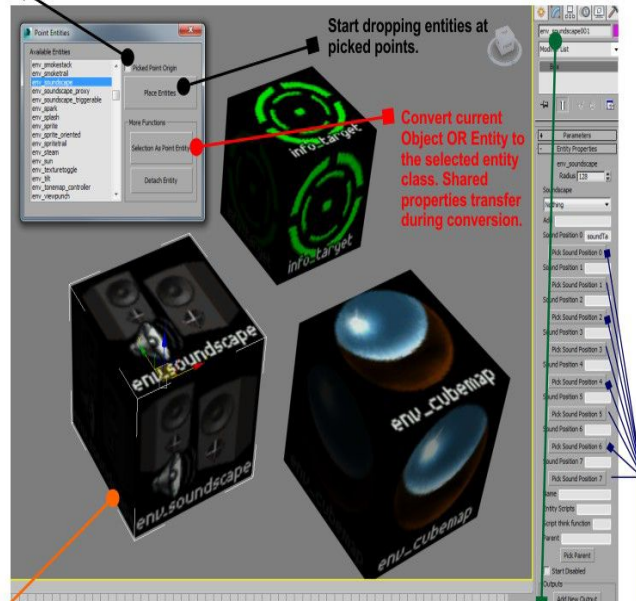 Point Entities
Available Entities
env_smokestack
env_smoketrail
env_soundscape
env_soundscape_proxy
env_soundscape_triggerable
env_spark
env_splash
env_sprite
env_sprite_oriented
env_spritetrail
env_steam
env_sun
env_texturetoggle
env_tilt
env_tonemap_controller
env_viewpunch
Picked Point Origin
Place Entities
More Functions
Selection As Point Entity
Detach Entity
Start dropping entities at
picked points.
Convert current
Object OR Entity to
the selected entity
class. Shared
properties transfer
during conversion.
info_target
info_target
env_soundscape
env_soundscape
env_cubemap
env_cubemap
env_soundscape001
List
Box
Parameters
Entity Properties
env_soundscape
Radius 128
Soundscape
Nothing
Sound Position 0 soundTa
Pick Sound Position 0
Sound Position 1
Pick Sound Position 1
Sound Position 2
Pick Sound Position 2
Sound Position 3
Pick Sound Position 3
Sound Position 4
Pick Sound Position 4
Sound Position 5
Pick Sound Position 5
Sound Position 6
Pick Sound Position 6
Sound Position 7
Pick Sound Position 7
Name
Entity Scripts
Script think function
Parent
Pick Parent
Start Disabled
Outputs
Add New Output